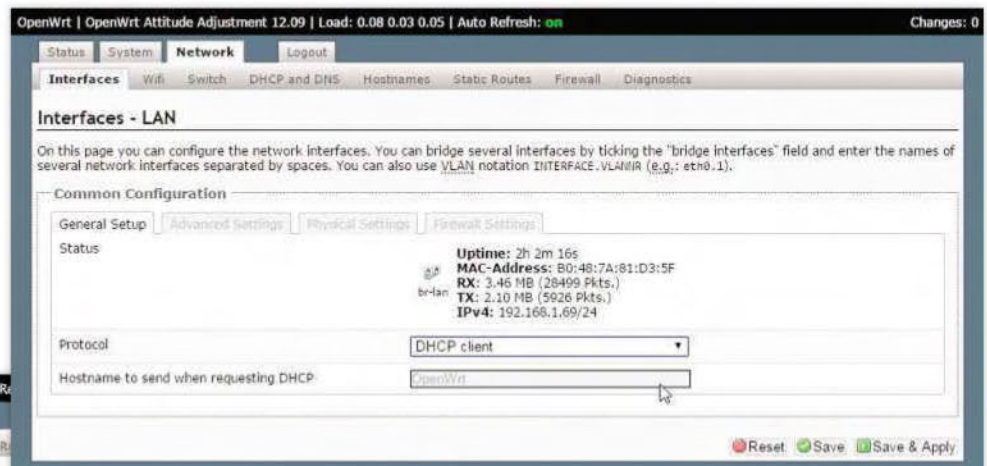 OpenWrt | OpenWrt Attitude Adjustment 12.09 | Load: 0.08 0.03 0.05 | Auto Refresh: on Changes: 0
Status System Network Logout
Interfaces Wifi Switch DHCP and DNS Hostnames Static Routes Firewall Diagnostics
Interfaces - LAN
On this page you can configure the network interfaces. You can bridge several interfaces by ticking the "bridge interfaces" field and enter the names of
several network interfaces separated by spaces. You can also use VLAN notation INTERFACE.VLANNR (e.g.: eth0.1).
Common Configuration
General Setup Advanced Settings Physical Settings Firewall Settings
Status
Uptime: 2h 2m 16s
MAC-Address: B0:48:7A:81:D3:5F
RX: 3.46 MB (28499 Pkts.)
br-lan TX: 2.10 MB (5926 Pkts.)
IPv4: 192.168.1.69/24
Protocol DHCP client
Hostname to send when requesting DHCP OpenWrt
Reset Save Save & Apply